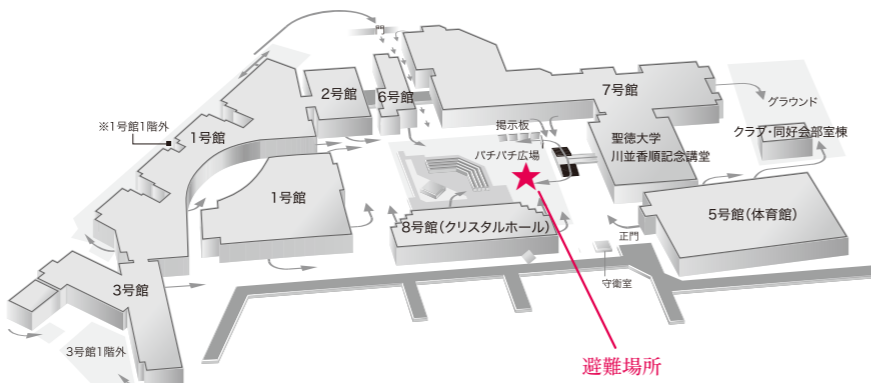 7号館
2号館
6号館
グラウンド
掲示板
※1号館1階外
1号館
クラブ・同好会部室棟
聖徳大学
川並香順記念講堂
パチパチ広場
1号館
8号館(クリスタルホール)
5号館(体育館)
正門
守衛室
3号館
3号館1階外
避難場所